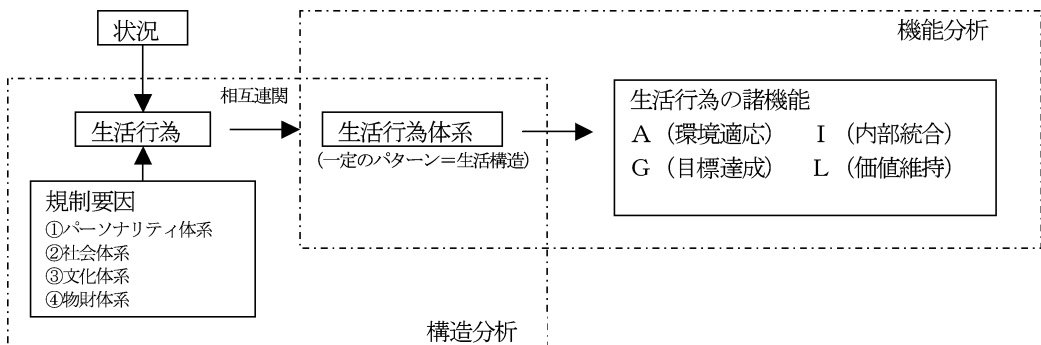 状況
機能分析
相互連関
生活行為
生活行為体系
(一定のパターン＝生活構造)
生活行為の諸機能
A（環境適応） I（内部統合）
G（目標達成） L（価値維持）
規制要因
①パーソナリティ体系
②社会体系
③文化体系
④物財体系
構造分析